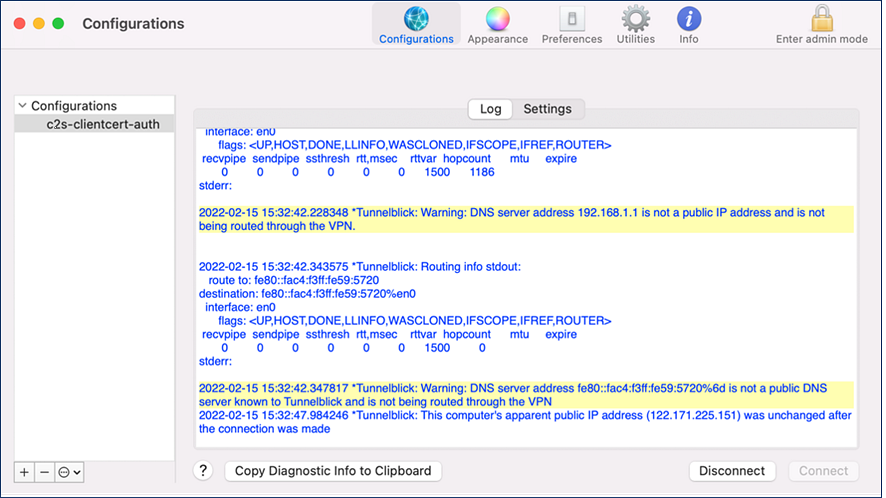 Configurations
Configurations
Appearance
Preferences
Utilities
Info
Enter admin mode
Configurations
c2s-clientcert-auth
Log
Settings
interface: en0
flags: <UP,HOST,DONE,LLINFO,WASCLONED,IFSCOPE,IFREF,ROUTER>
recvpipe sendpipe ssthresh rtt,msec rttvar hopcount mtu expire
0 0 0 0 0 0 1500 1186
stderr:
2022-02-15 15:32:42.228348 *Tunnelblick: Warning: DNS server address 192.168.1.1 is not a public IP address and is not
being routed through the VPN.
2022-02-15 15:32:42.343575 *Tunnelblick: Routing info stdout:
route to: fe80::fac4:f3ff:fe59:5720
destination: fe80::fac4:f3ff:fe59:5720%en0
interface: en0
flags: <UP,HOST,DONE,LLINFO,WASCLONED,IFSCOPE,IFREF,ROUTER>
recvpipe sendpipe ssthresh rtt,msec rttvar hopcount mtu expire
0 0 0 0 0 0 1500 0
stderr:
2022-02-15 15:32:42.347817 *Tunnelblick: Warning: DNS server address fe80::fac4:f3ff:fe59:5720%6d is not a public DNS
server known to Tunnelblick and is not being routed through the VPN
2022-02-15 15:32:47.984246 *Tunnelblick: This computer's apparent public IP address (122.171.225.151) was unchanged after
the connection was made
?
Copy Diagnostic Info to Clipboard
Disconnect
Connect